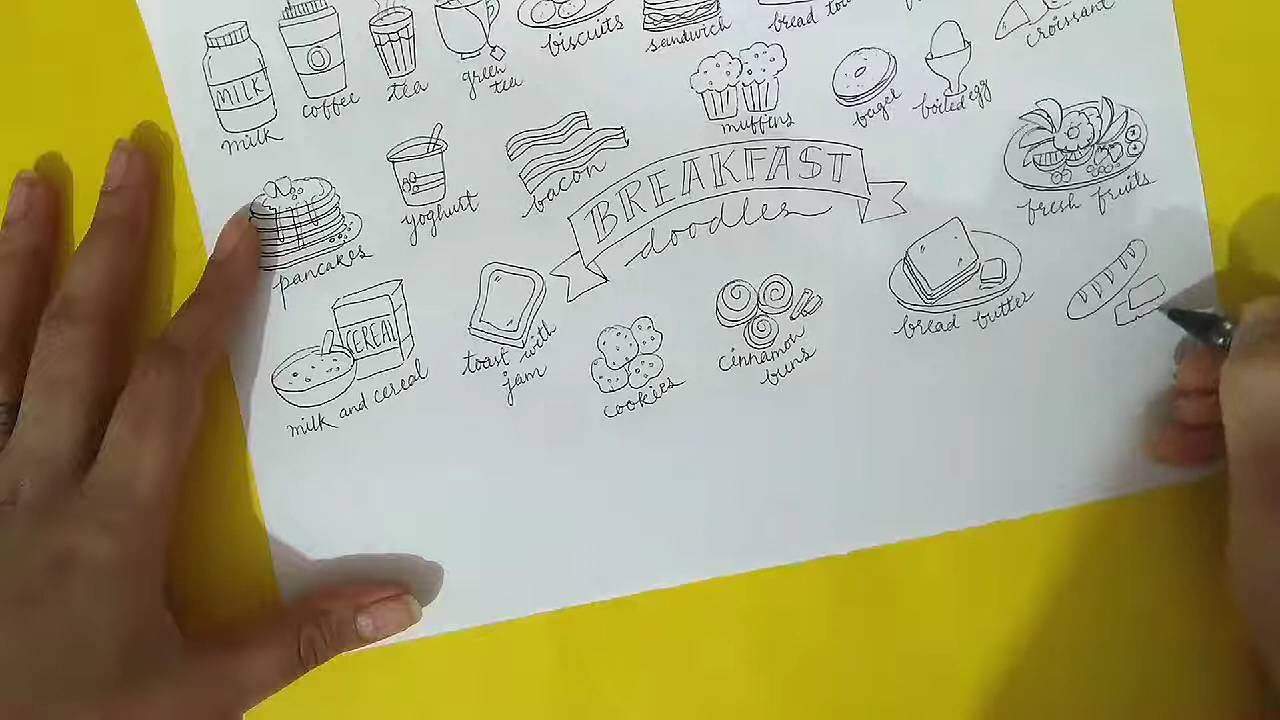 biscuits
sandwich
croissant
MILK
milk
coffee
tea
green
tea
muffins
bagel
boiled egg
pancakes
yoghurt
bacon
BREAKFAST
doodles
fresh fruits
CEREAL
milk and cereal
toast with
jam
cookies
cinnamon
buns
bread butter